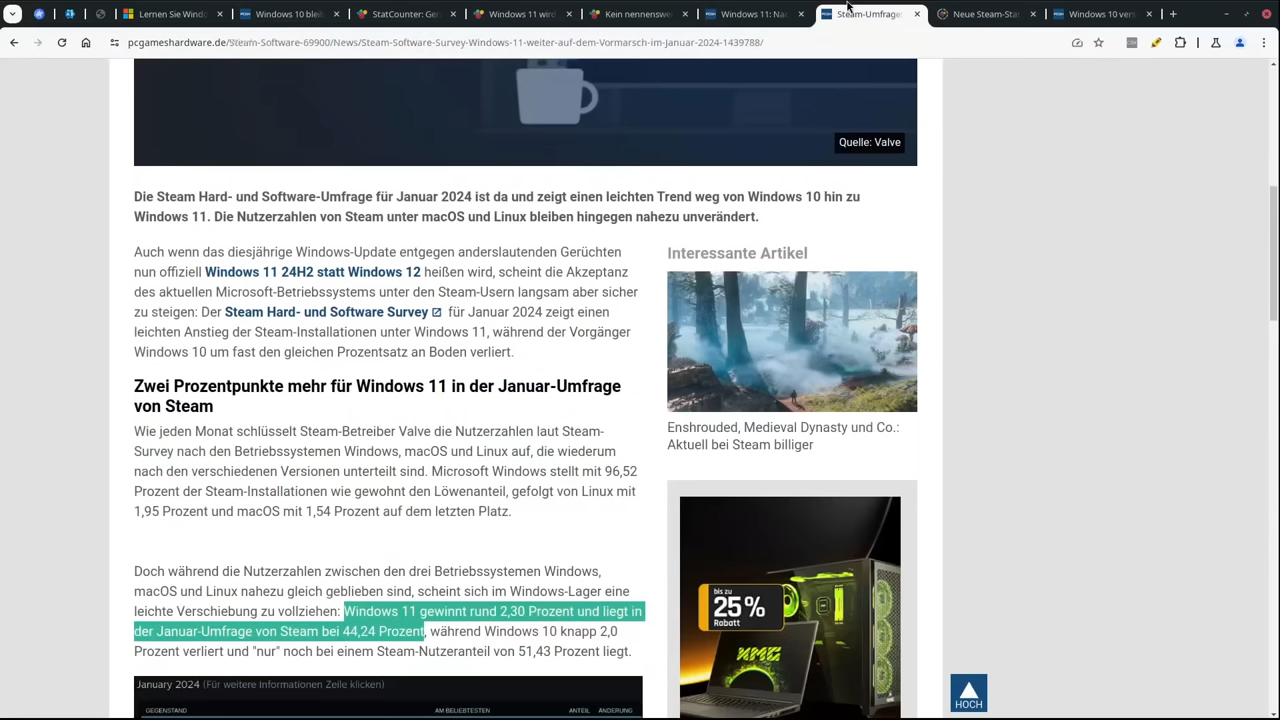 Lernen Sie Wind
Windows 10 blei
StatCounter: Ger
Windows 11 wird
Kein nennenswe
Windows 11: Na
Steam-Umfrage:
Neue Steam-Stat
Windows 10 vers
pcgameshardware.de/Steam-Software-69900/News/Steam-Software-Survey-Windows-11-weiter-auf-dem-Vormarsch-im-Januar-2024-1439788/
Quelle: Valve
Die Steam Hard- und Software-Umfrage für Januar 2024 ist da und zeigt einen leichten Trend weg von Windows 10 hin zu
Windows 11. Die Nutzerzahlen von Steam unter macOS und Linux bleiben hingegen nahezu unverändert.
Auch wenn das diesjährige Windows-Update entgegen anderslautenden Gerüchten
nun offiziell Windows 11 24H2 statt Windows 12 heißen wird, scheint die Akzeptanz
des aktuellen Microsoft-Betriebssystems unter den Steam-Usern langsam aber sicher
zu steigen: Der Steam Hard- und Software Survey für Januar 2024 zeigt einen
leichten Anstieg der Steam-Installationen unter Windows 11, während der Vorgänger
Windows 10 um fast den gleichen Prozentsatz an Boden verliert.
Zwei Prozentpunkte mehr für Windows 11 in der Januar-Umfrage
von Steam
Wie jeden Monat schlüsselt Steam-Betreiber Valve die Nutzerzahlen laut Steam-
Survey nach den Betriebssystemen Windows, macOS und Linux auf, die wiederum
nach den verschiedenen Versionen unterteilt sind. Microsoft Windows stellt mit 96,52
Prozent der Steam-Installationen wie gewohnt den Löwenanteil, gefolgt von Linux mit
1,95 Prozent und macOS mit 1,54 Prozent auf dem letzten Platz.
Doch während die Nutzerzahlen zwischen den drei Betriebssystemen Windows,
macOS und Linux nahezu gleich geblieben sind, scheint sich im Windows-Lager eine
leichte Verschiebung zu vollziehen: Windows 11 gewinnt rund 2,30 Prozent und liegt in
der Januar-Umfrage von Steam bei 44,24 Prozent, während Windows 10 knapp 2,0
Prozent verliert und "nur" noch bei einem Steam-Nutzeranteil von 51,43 Prozent liegt.
January 2024 (Für weitere Informationen Zeile klicken)
GEGENSTAND AM BELIEBTESTEN ANTEIL ÄNDERUNG
Interessante Artikel
Enshrouded, Medieval Dynasty und Co.:
Aktuell bei Steam billiger
bis zu
25%
Rabatt
XMG
HOCH